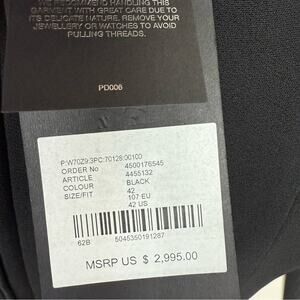 WE RECOMMEND HANDLING THIS
GARMENT WITH GREAT CARE DUE TO
ITS DELICATE NATURE. REMOVE YOUR
JEWELLERY OR WATCHES TO AVOID
PULLING THREADS.
PD006
P:W70Z9:3PC:70128:00100
ORDER No 4500176545
ARTICLE 4455132
COLOUR BLACK
SIZE/FIT 42
107 EU
42 US
62B 5045350191287
MSRP US $ 2,995.00